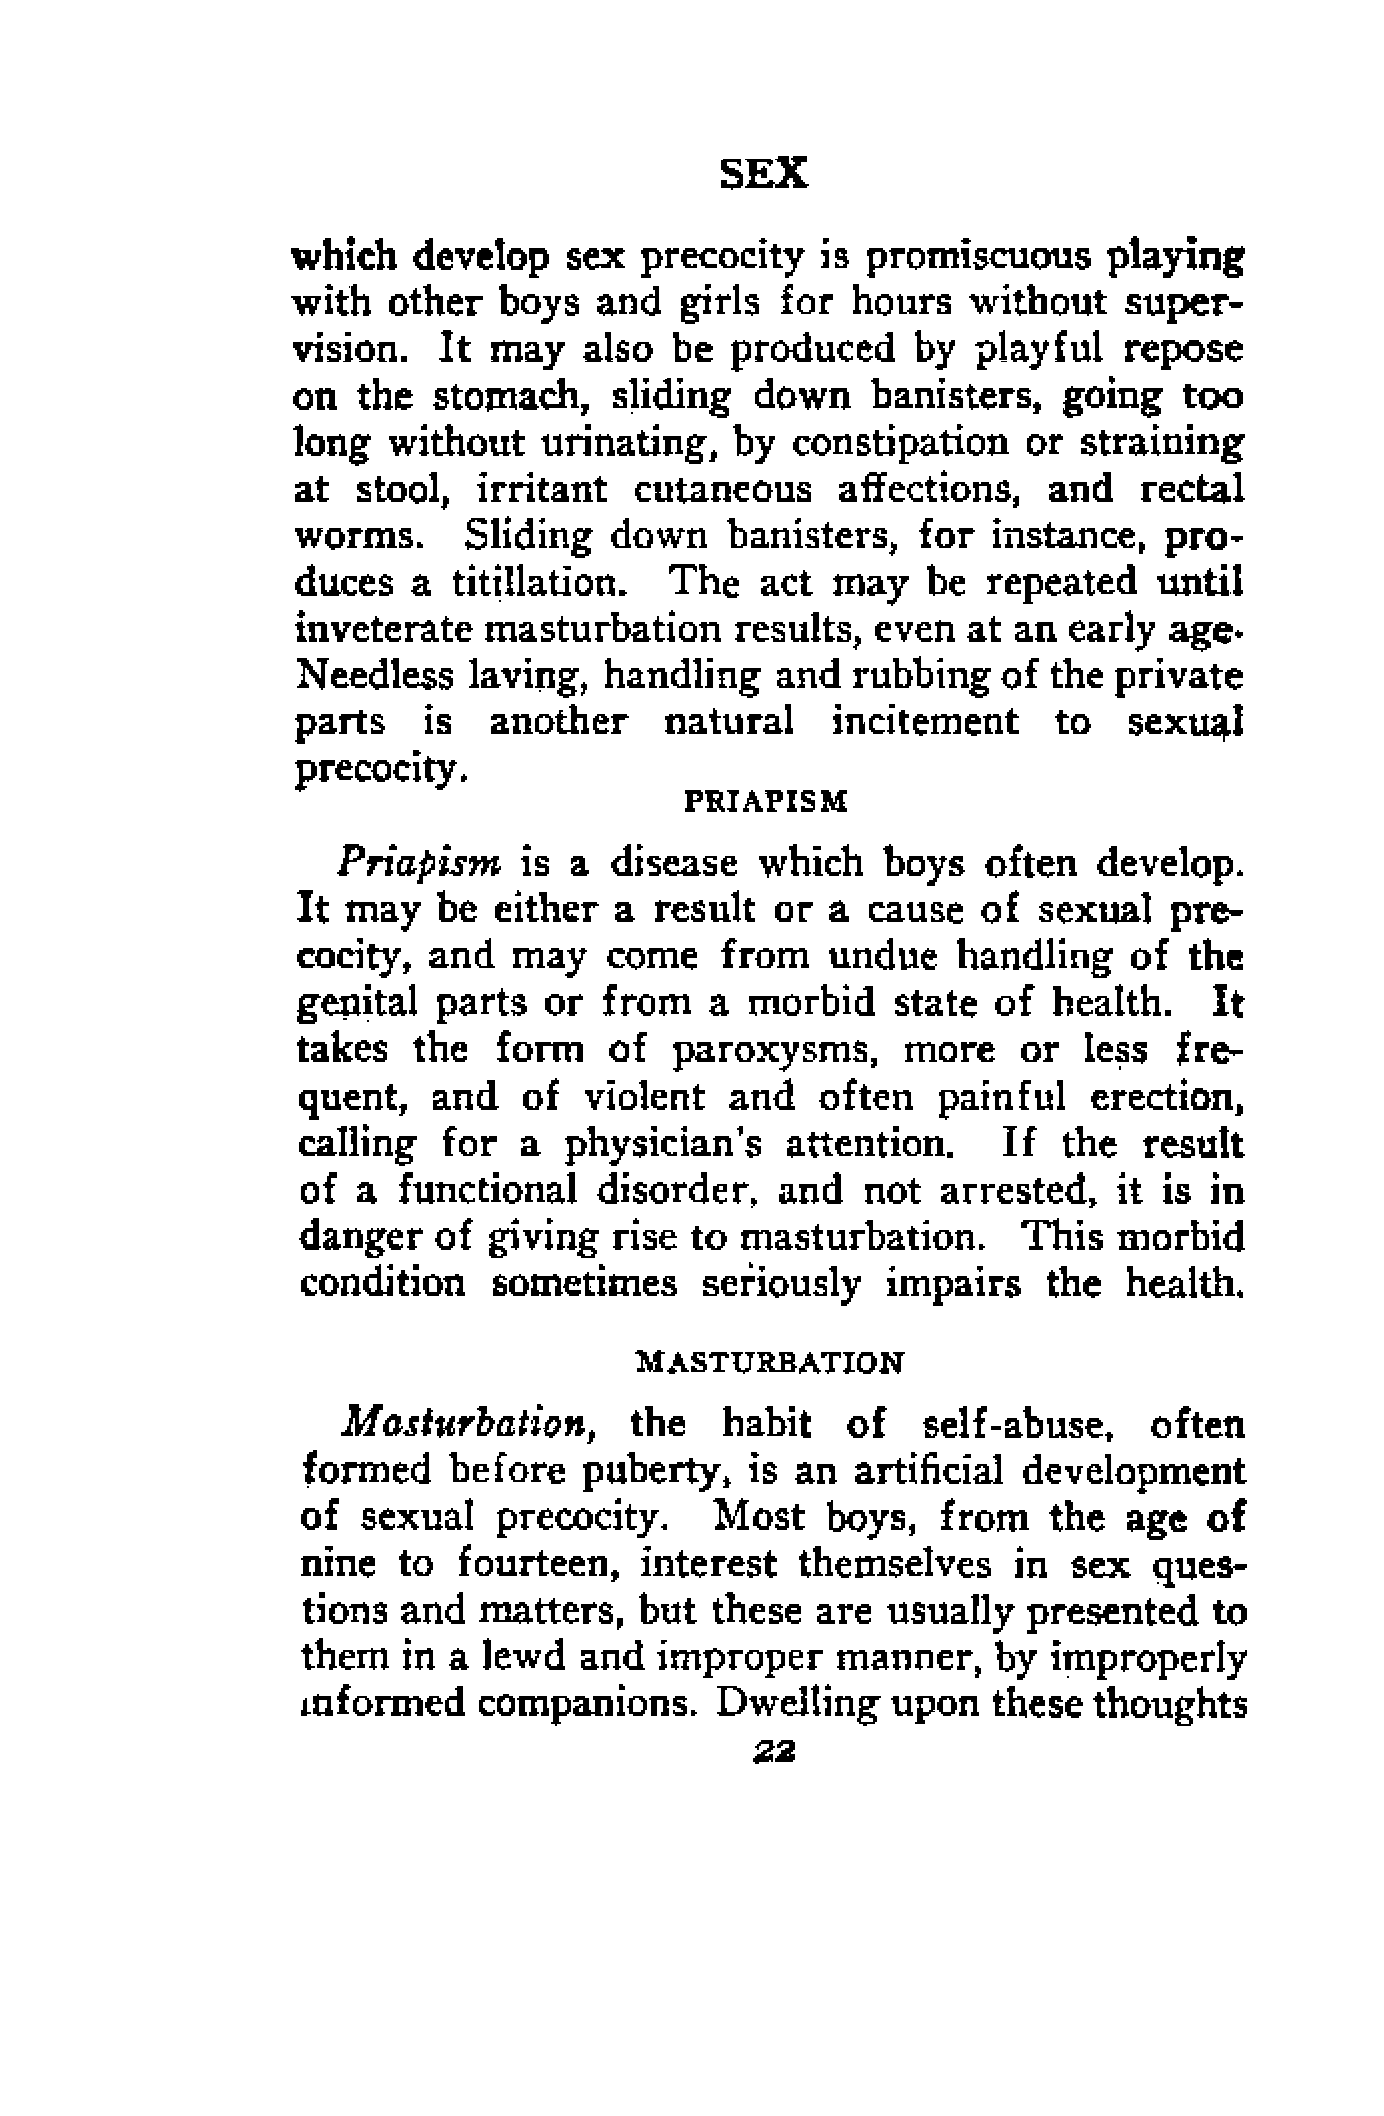 SEX
which develop sex precocity is promiscuous playing
with other boys and girls for hours without super-
vision. It may also be produced by playful repose
on the stomach, sliding down banisters, going too
long without urinating, by constipation or straining
at stool, irritant cutaneous affections, and rectal
worms. Sliding down banisters, for instance, pro-
duces a titillation. The act may be repeated until
inveterate masturbation results, even at an early age.
Needless laving, handling and rubbing of the private
parts is another natural incitement to sexual
precocity.
PRIAPISM
Priapism is a disease which boys often develop.
It may be either a result or a cause of sexual pre-
cocity, and may come from undue handling of the
genital parts or from a morbid state of health. It
takes the form of paroxysms, more or less fre-
quent, and of violent and often painful erection,
calling for a physician's attention. If the result
of a functional disorder, and not arrested, it is in
danger of giving rise to masturbation. This morbid
condition sometimes seriously impairs the health.
MASTURBATION
Masturbation, the habit of self-abuse, often
formed before puberty, is an artificial development
of sexual precocity. Most boys, from the age of
nine to fourteen, interest themselves in sex ques-
tions and matters, but these are usually presented to
them in a lewd and improper manner, by improperly
informed companions. Dwelling upon these thoughts
22